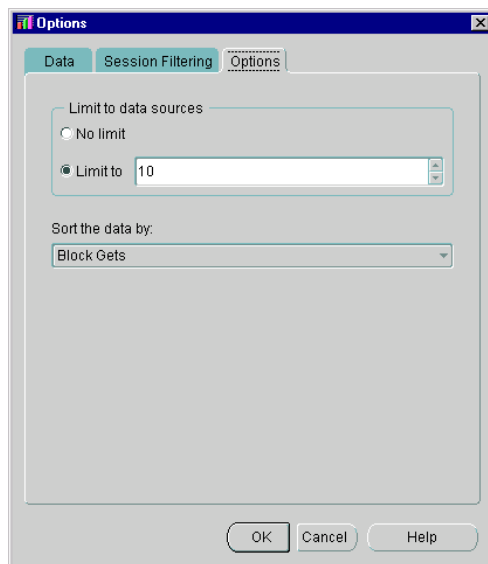 Options
Data Session Filtering Options
Limit to data sources
No limit
Limit to 10
Sort the data by:
Block Gets
OK Cancel Help